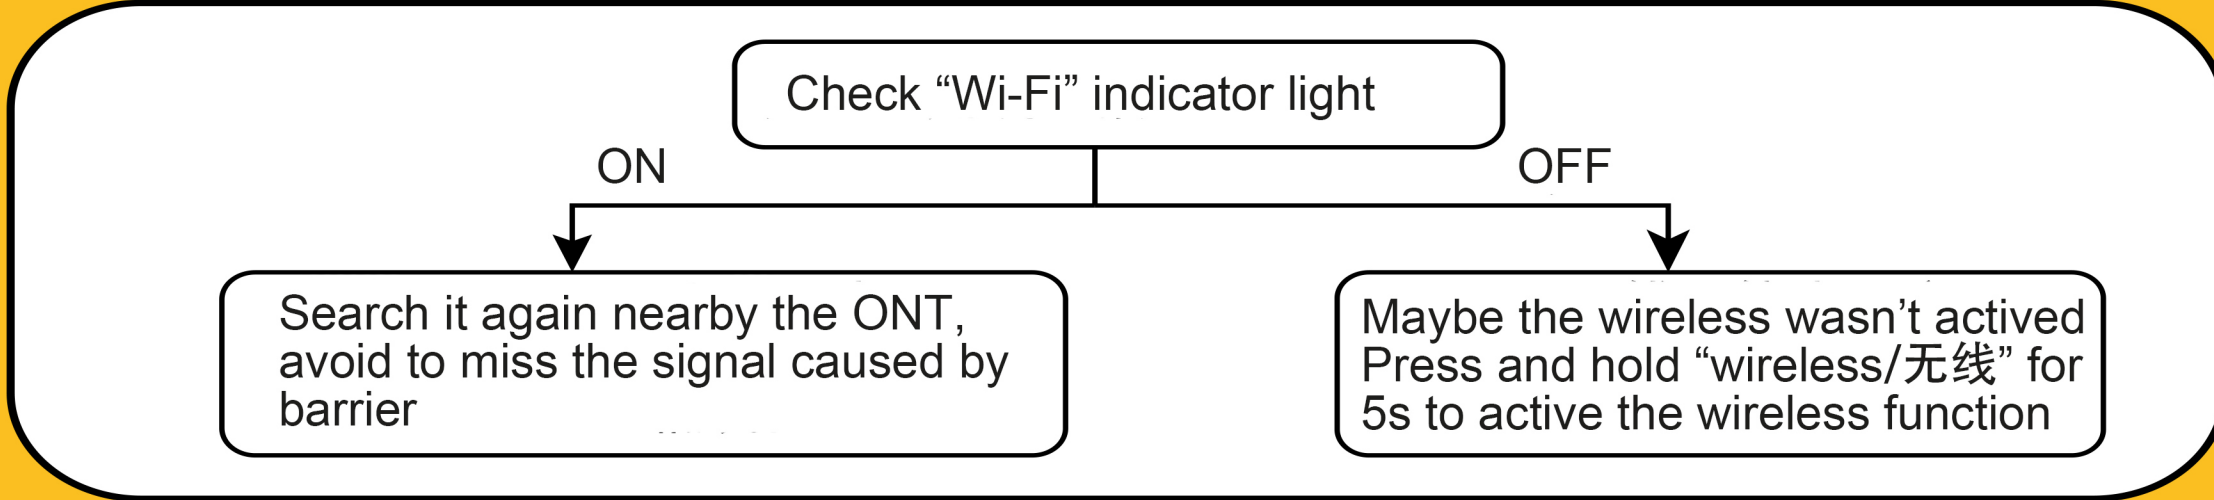 Check “Wi-Fi” indicator light
ON
OFF
Search it again nearby the ONT,
avoid to miss the signal caused by
barrier
Maybe the wireless wasn’t actived
Press and hold “wireless/无线” for
5s to active the wireless function